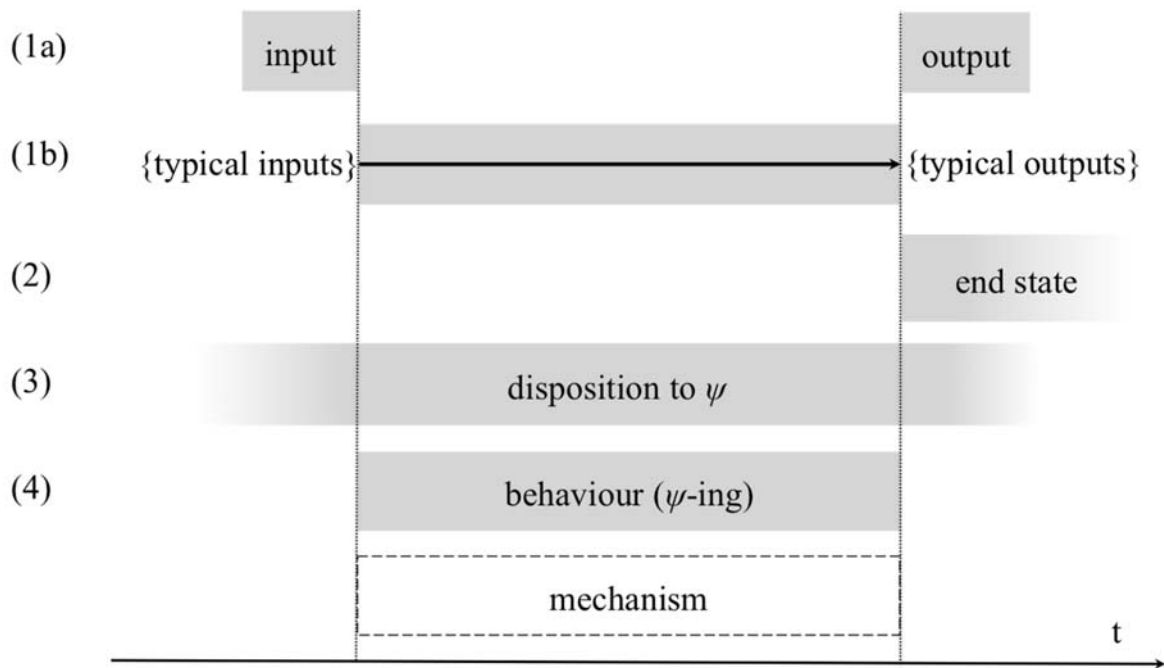 (1a) input output
(1b) {typical inputs} {typical outputs}
(2) end state
(3) disposition to ψ
(4) behaviour (ψ-ing)
mechanism
t